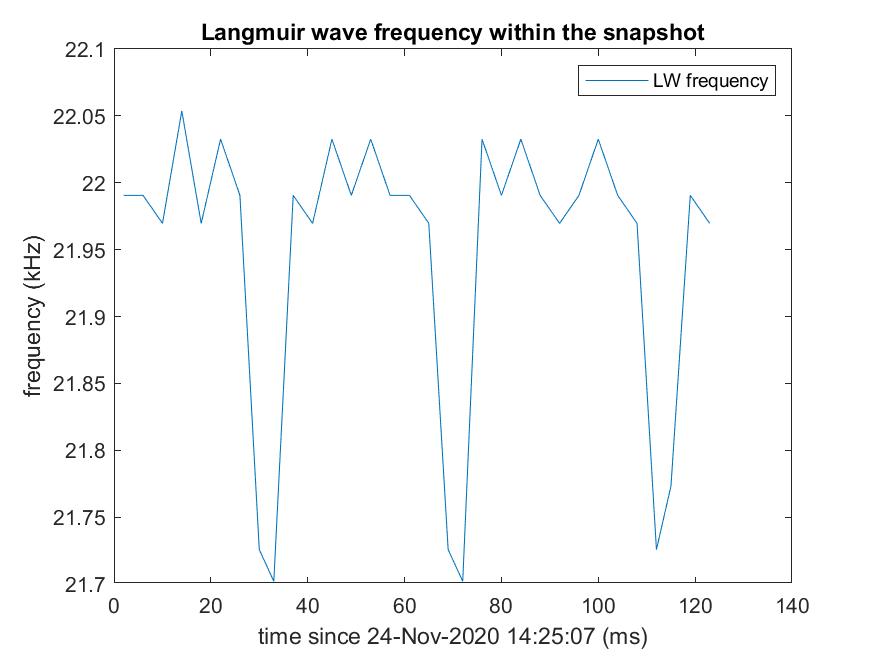 Langmuir wave frequency within the snapshot
LW frequency
22.1
22.05
22
21.95
21.9
21.85
21.8
21.75
21.7
frequency (kHz)
0 20 40 60 80 100 120 140
time since 24-Nov-2020 14:25:07 (ms)